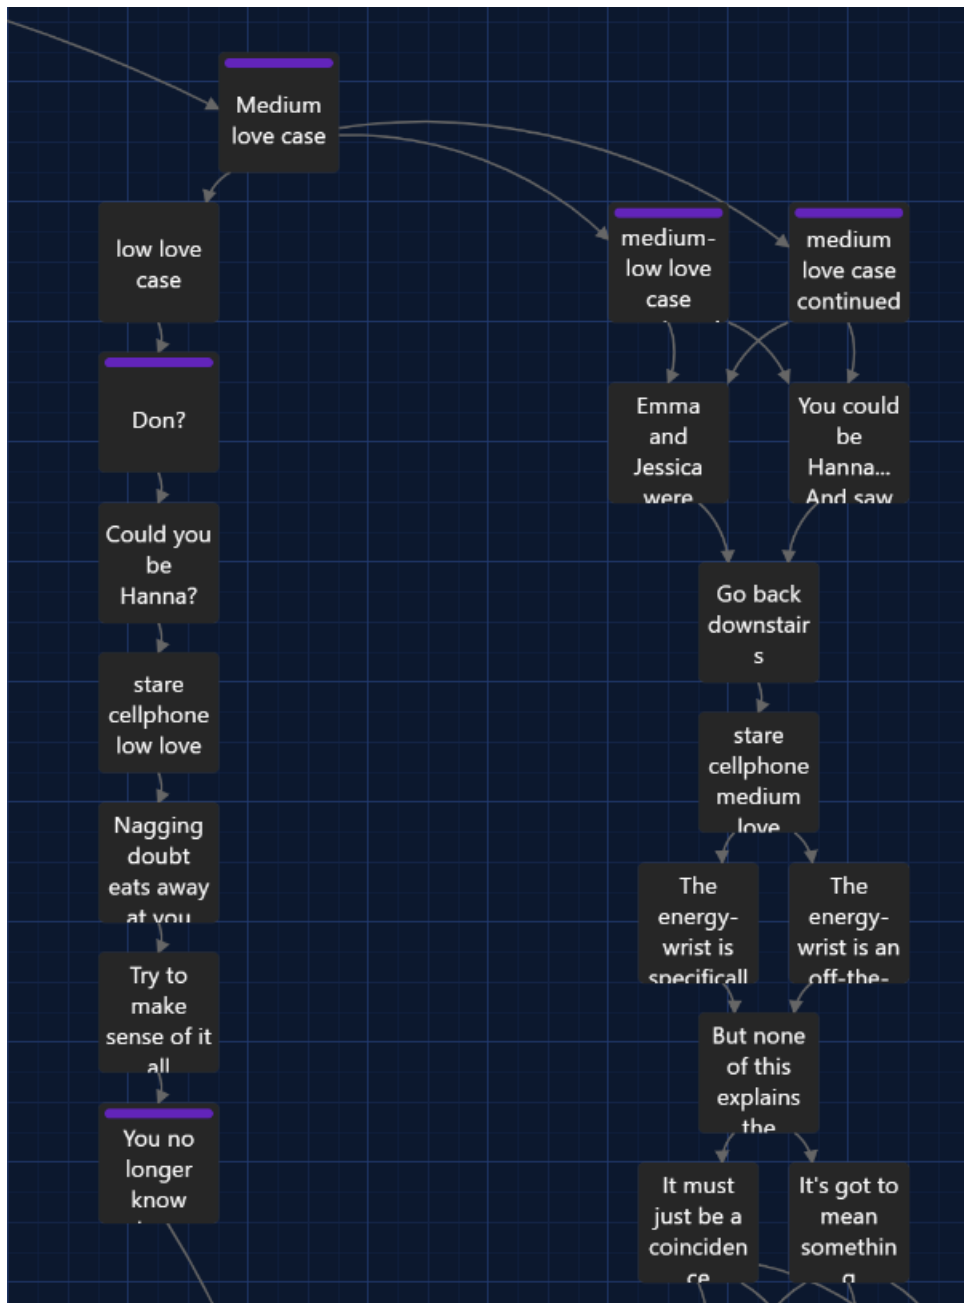 Medium
love case
low love
case
medium-
low love
case
medium
love case
continued
Don?
Emma
and
Jessica
were
You could
be
Hanna...
And saw
Could you
be
Hanna?
Go back
downstair
s
stare
cellphone
low love
stare
cellphone
medium
love
Nagging
doubt
eats away
at you
The
energy-
wrist is
specificall
The
energy-
wrist is an
off-the-
Try to
make
sense of it
all
But none
of this
explains
the
You no
longer
know
It must
just be a
coinciden
ce
It's got to
mean
somethin
g